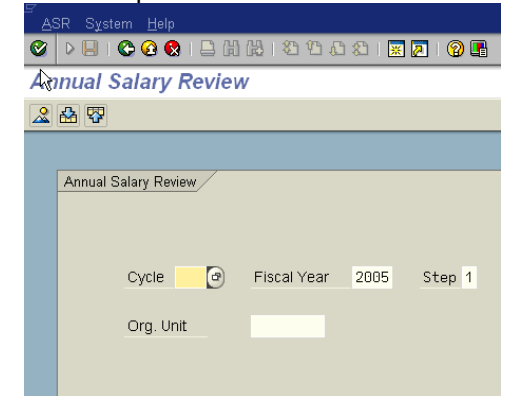 ASR System Help
Annual Salary Review
Annual Salary Review
Cycle Fiscal Year 2005 Step 1
Org. Unit